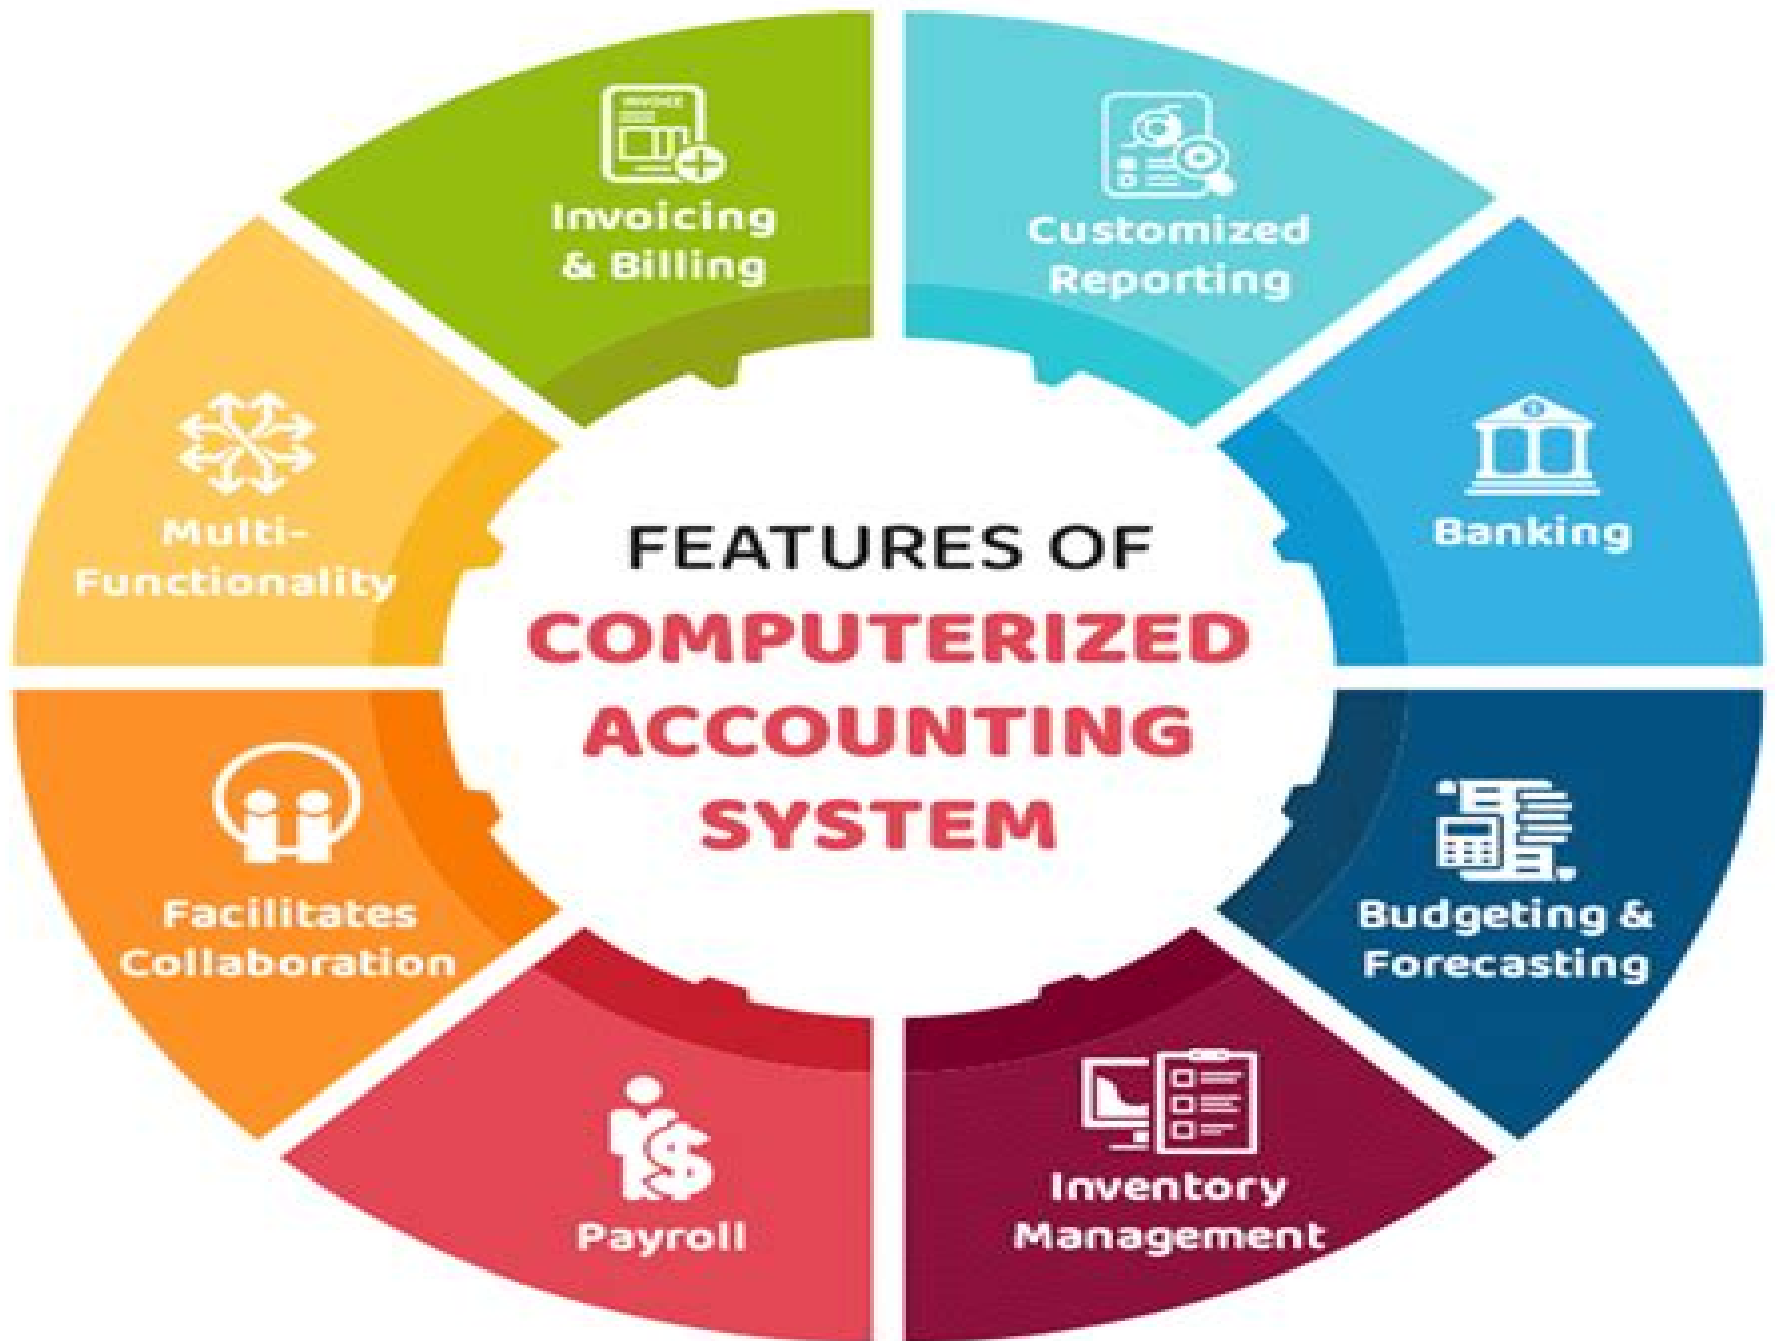 FEATURES OF
COMPUTERIZED
ACCOUNTING
SYSTEM
INVOICE
Invoicing
& Billing
Customized
Reporting
Banking
Budgeting &
Forecasting
Inventory
Management
Payroll
Facilitates
Collaboration
Multi-
Functionality